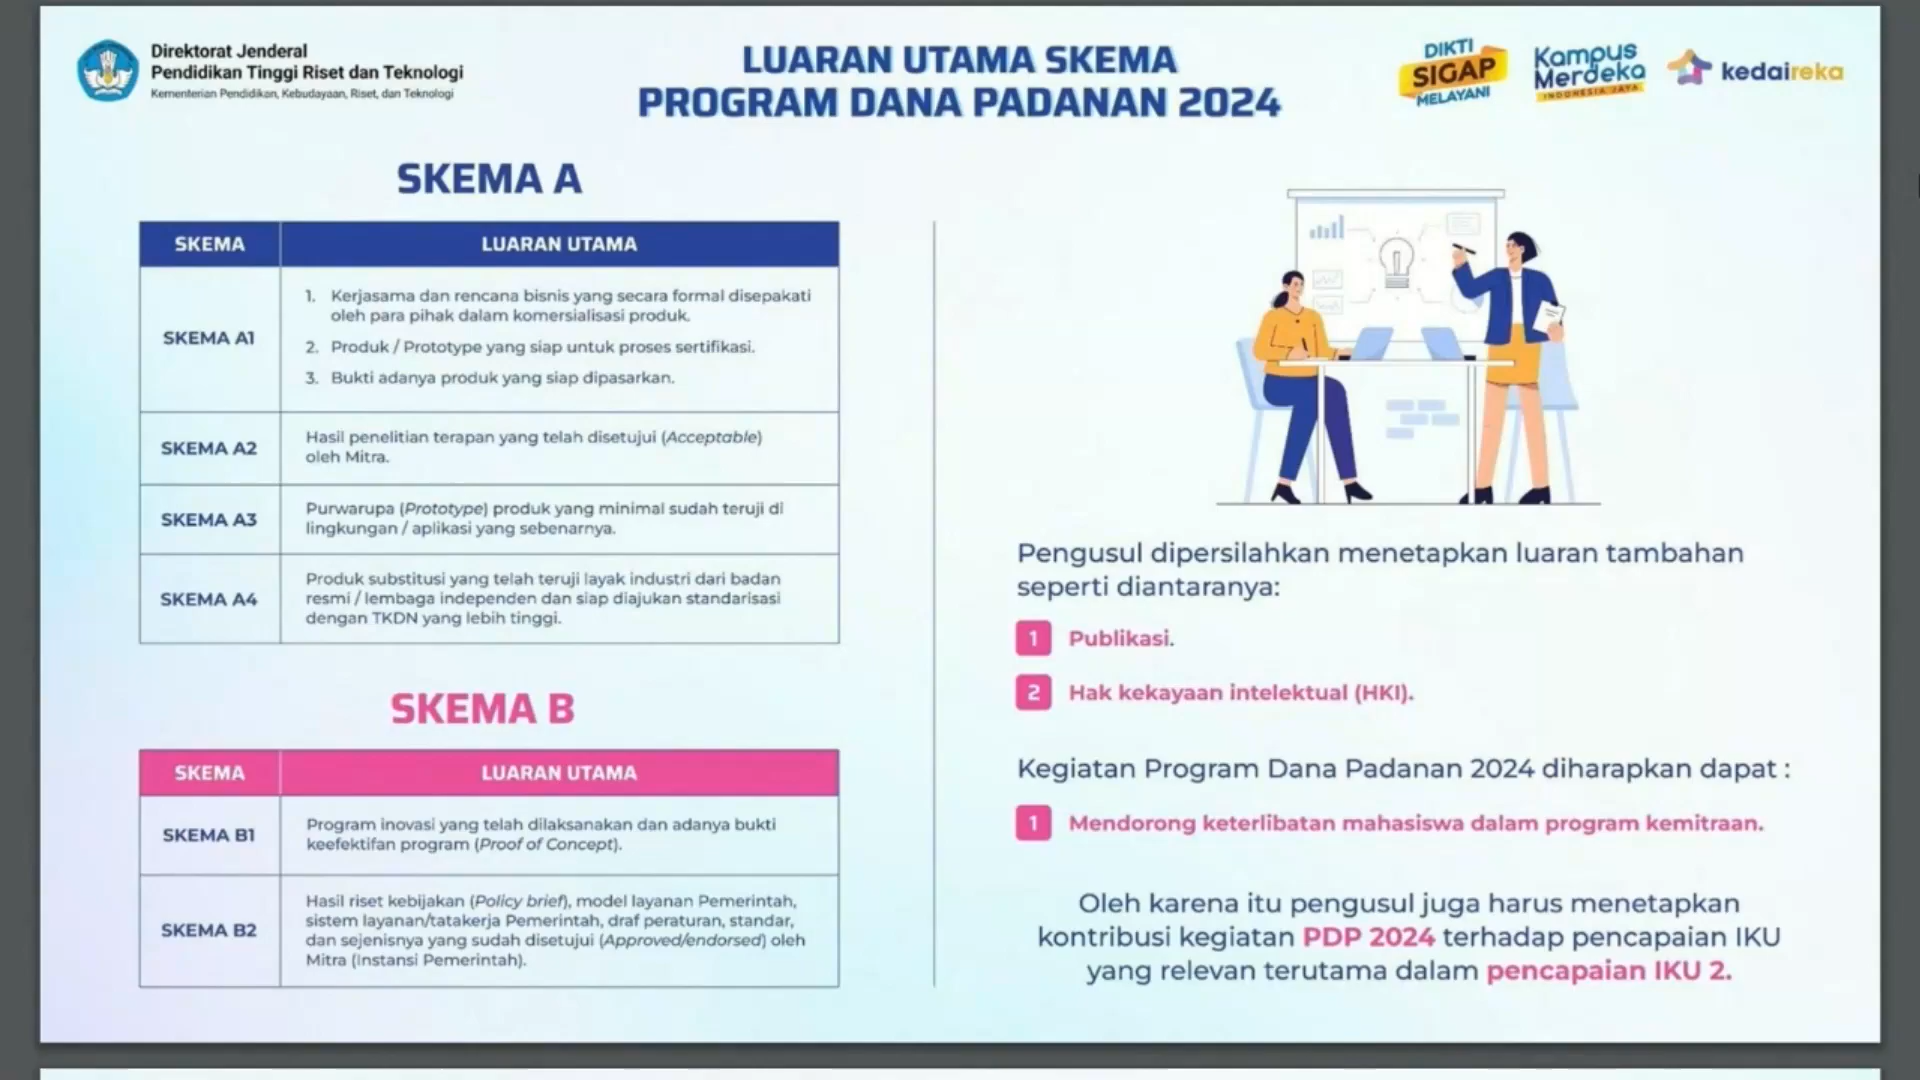 Direktorat Jenderal
Pendidikan Tinggi Riset dan Teknologi
Kementerian Pendidikan, Kebudayaan, Riset, dan Teknologi
LUARAN UTAMA SKEMA
PROGRAM DANA PADANAN 2024
DIKTI
SIGAP
MELAYANI
Kampus
Merdeka
INDONESIA JAYA
kedaireka
SKEMA A
SKEMA LUARAN UTAMA
SKEMA A1
1. Kerjasama dan rencana bisnis yang secara formal disepakati
oleh para pihak dalam komersialisasi produk.
2. Produk / Prototype yang siap untuk proses sertifikasi.
3. Bukti adanya produk yang siap dipasarkan.
SKEMA A2
Hasil penelitian terapan yang telah disetujui (Acceptable)
oleh Mitra.
SKEMA A3
Purwarupa (Prototype) produk yang minimal sudah teruji di
lingkungan / aplikasi yang sebenarnya.
SKEMA A4
Produk substitusi yang telah teruji layak industri dari badan
resmi / lembaga independen dan siap diajukan standarisasi
dengan TKDN yang lebih tinggi.
SKEMA B
SKEMA LUARAN UTAMA
SKEMA B1
Program inovasi yang telah dilaksanakan dan adanya bukti
keefektifan program (Proof of Concept).
SKEMA B2
Hasil riset kebijakan (Policy brief), model layanan Pemerintah,
sistem layanan/tatakerja Pemerintah, draf peraturan, standar,
dan sejenisnya yang sudah disetujui (Approved/endorsed) oleh
Mitra (Instansi Pemerintah).
Pengusul dipersilahkan menetapkan luaran tambahan
seperti diantaranya:
1 Publikasi.
2 Hak kekayaan intelektual (HKI).
Kegiatan Program Dana Padanan 2024 diharapkan dapat :
1 Mendorong keterlibatan mahasiswa dalam program kemitraan.
Oleh karena itu pengusul juga harus menetapkan
kontribusi kegiatan PDP 2024 terhadap pencapaian IKU
yang relevan terutama dalam pencapaian IKU 2.